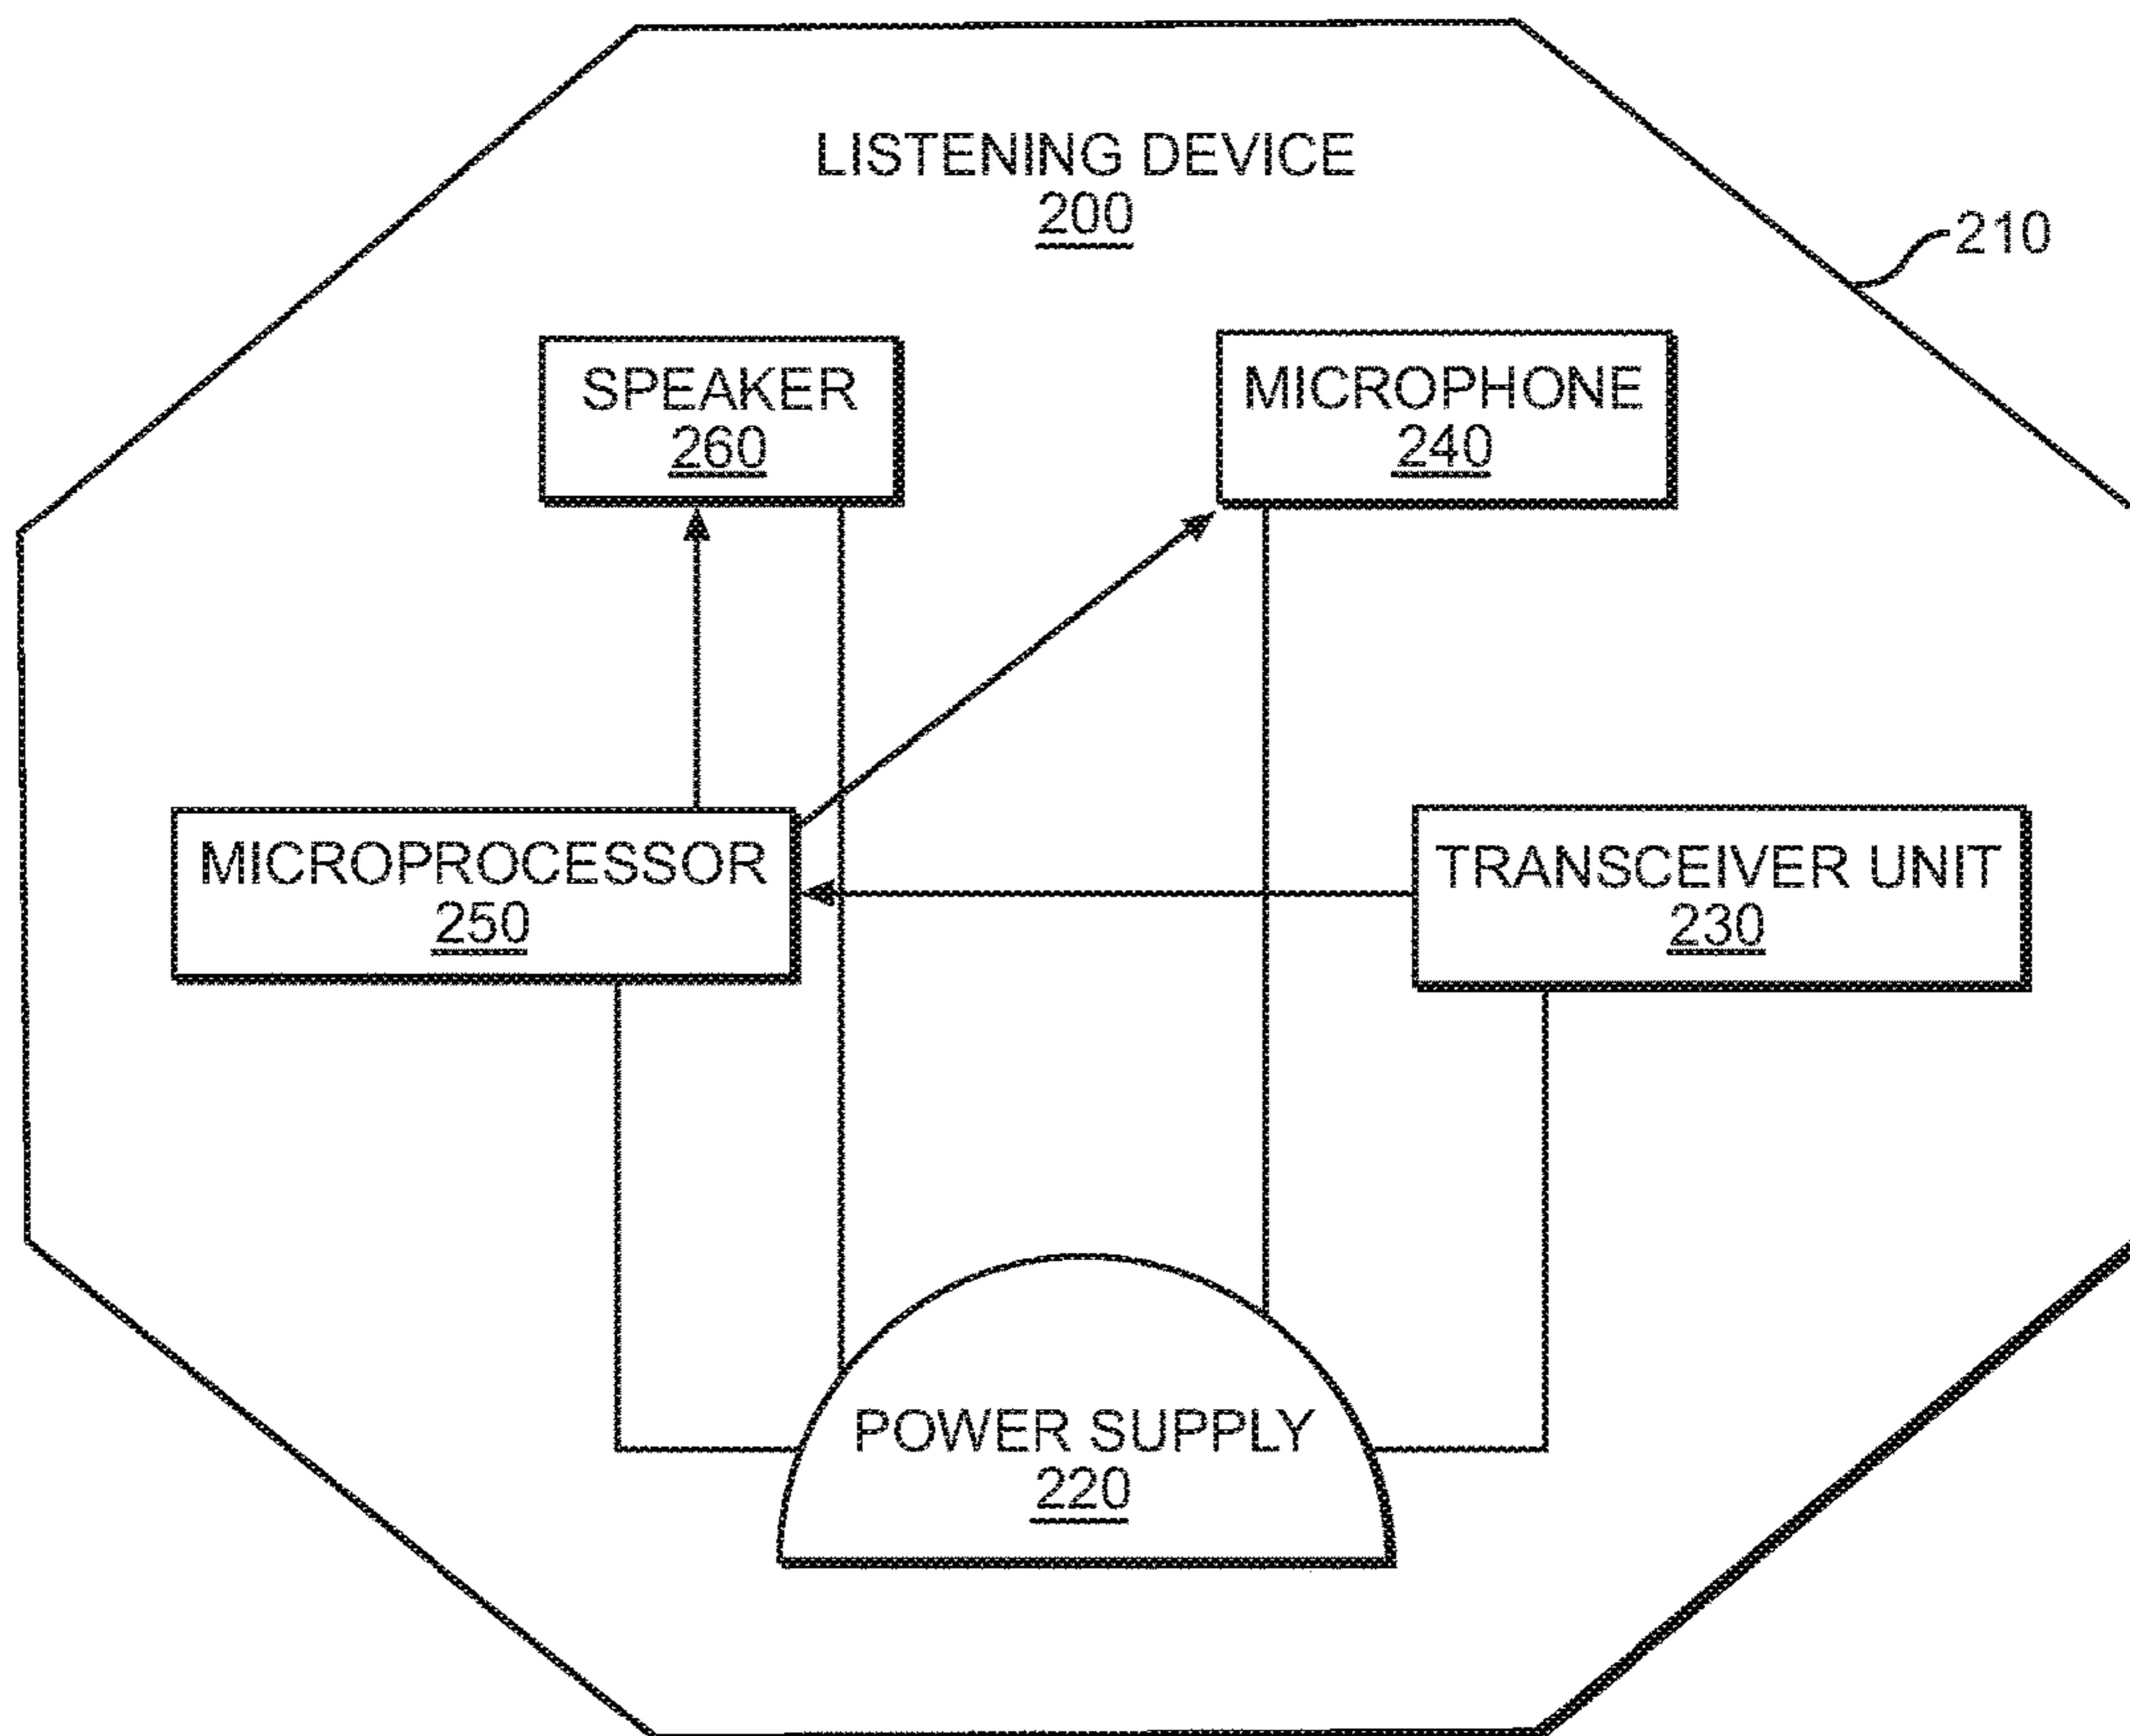 LISTENING DEVICE
200
210
SPEAKER
260
MICROPHONE
240
MICROPROCESSOR
250
TRANSCEIVER UNIT
230
POWER SUPPLY
220